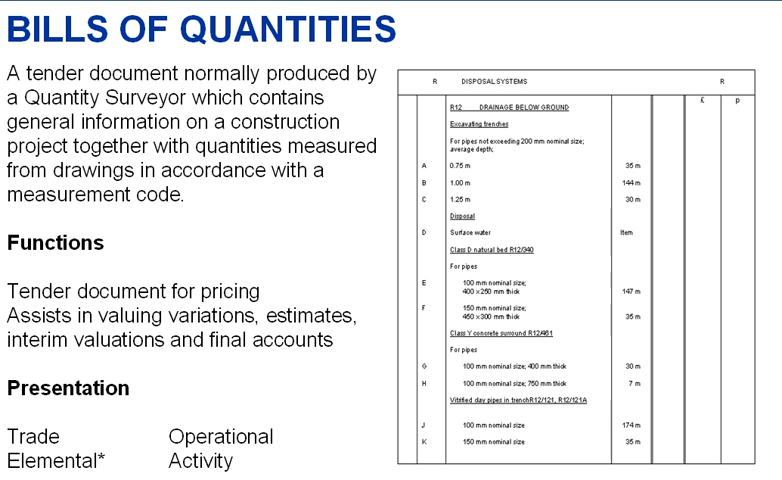 BILLS OF QUANTITIES
A tender document normally produced by
a Quantity Surveyor which contains
general information on a construction
project together with quantities measured
from drawings in accordance with a
measurement code.
Functions
Tender document for pricing
Assists in valuing variations, estimates,
interim valuations and final accounts
Presentation
Trade Operational
Elemental* Activity
R DISPOSAL SYSTEMS R
£ p
R12 DRAINAGE BELOW GROUND
Excavating trenches
For pipes not exceeding 200 mm nominal size;
average depth;
A 0.75 m 35 m
B 1.00 m 144 m
C 1.25 m 30 m
Disposal
D Surface water Item
Class D natural bed R12/340
For pipes
E 100 mm nominal size;
400 x 250 mm thick 147 m
F 150 mm nominal size;
450 x 300 mm thick 35 m
Class Y concrete surround R12/461
For pipes
G 100 mm nominal size; 400 mm thick 30 m
H 100 mm nominal size; 750 mm thick 7 m
Vitrified clay pipes in trenchR12/121, R12/121A
J 100 mm nominal size 174 m
K 150 mm nominal size 35 m